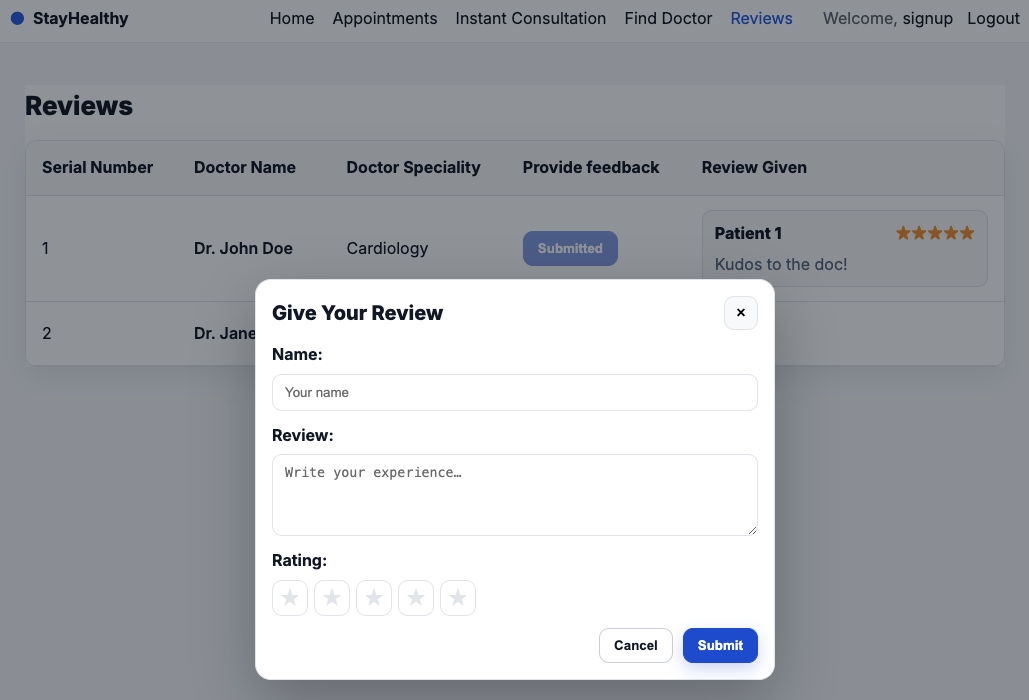 StayHealthy Home Appointments Instant Consultation Find Doctor Reviews Welcome, signup Logout
Reviews
Serial Number Doctor Name Doctor Speciality Provide feedback Review Given
1 Dr. John Doe Cardiology Submitted Patient 1 ★★★★★
Kudos to the doc!
2 Dr. Jane
Give Your Review ×
Name:
Your name
Review:
Write your experience…
Rating:
★ ★ ★ ★ ★
Cancel Submit